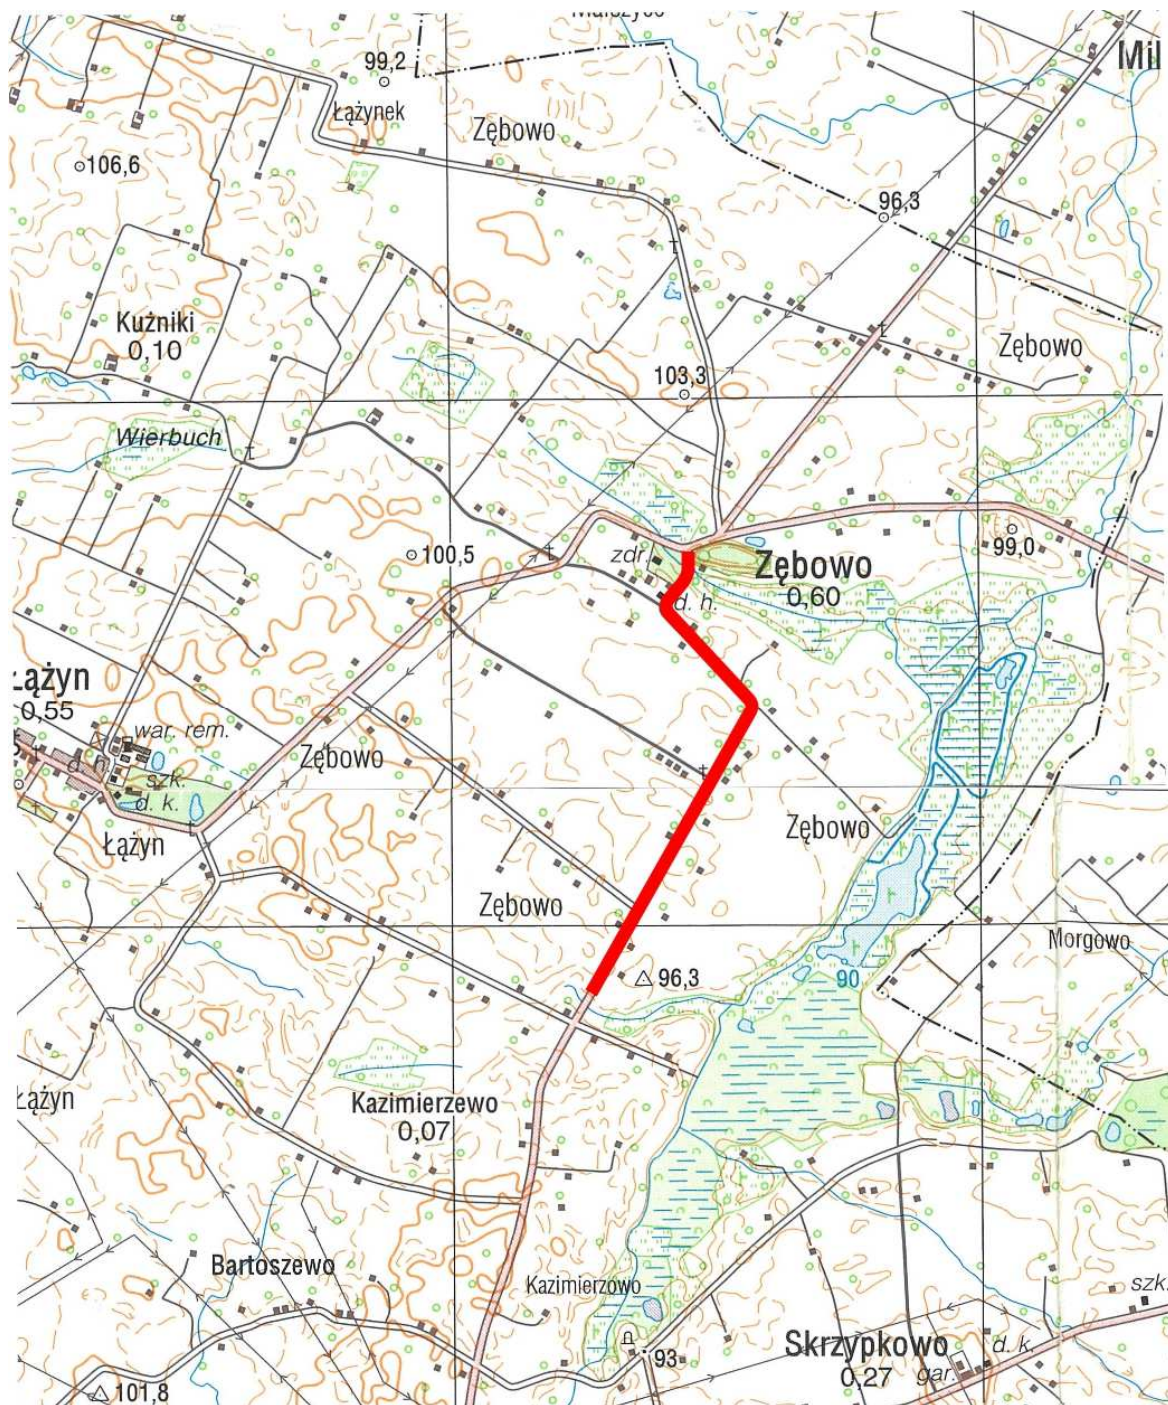 Mil
99,2
Łążynek
Zębowo
106,6
96,3
Kuźniki
0,10
Zębowo
103,3
Wierbuch
100,5
zdr.
Zębowo
0,60
99,0
d. h.
Łążyn
0,55
war. rem.
Zębowo
d. h.
szk.
d. k.
Łążyn
Zębowo
Zębowo
Morgowo
96,3
90
Łążyn
Kazimierzewo
0,07
Bartoszewo
Kazimierzowo
szk.
Skrzypkowo
0,27
d. k.
gar.
93
101,8